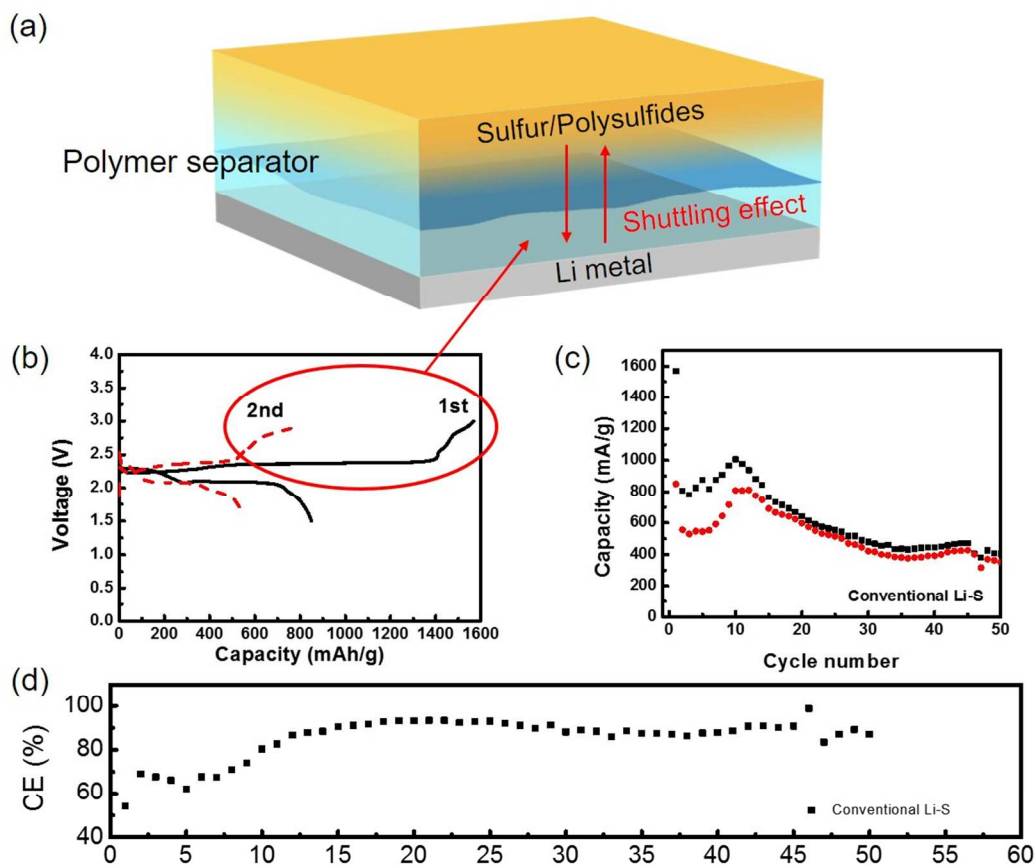 (a)
Sulfur/Polysulfides
Polymer separator
Shuttling effect
Li metal
(b)
4.0
3.5
3.0
2.5
2.0
1.5
1.0
0.5
0.0
Voltage (V)
2nd
1st
0 200 400 600 800 1000 1200 1400 1600
Capacity (mAh/g)
(c)
1600
1400
1200
1000
800
600
400
200
0
Capacity (mA/g)
Conventional Li-S
0 10 20 30 40 50
Cycle number
(d)
100
80
60
40
CE (%)
Conventional Li-S
0 5 10 15 20 25 30 35 40 45 50 55 60